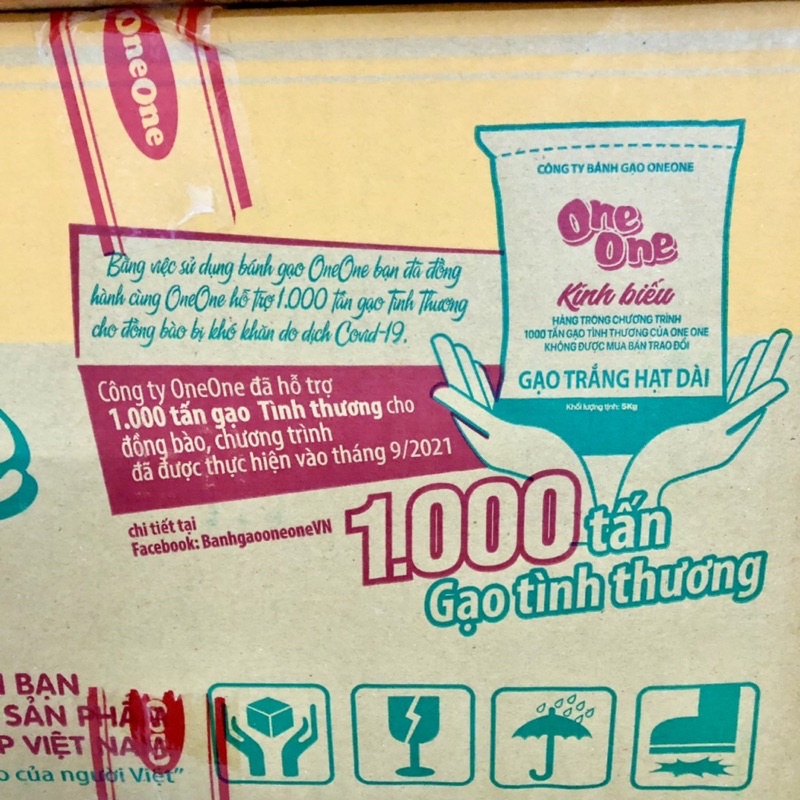 OneOne
CÔNG TY BÁNH GẠO ONEONE
One
One
Kính biếu
HÀNG TRONG CHƯƠNG TRÌNH
1000 TẤN GẠO TÌNH THƯƠNG CỦA ONE ONE
KHÔNG ĐƯỢC MUA BÁN TRAO ĐỔI
GẠO TRẮNG HẠT DÀI
Khối lượng tịnh: 5Kg
Bằng việc sử dụng bánh gạo OneOne bạn đã đồng
hành cùng OneOne hỗ trợ 1.000 tấn gạo Tình Thương
cho đồng bào bị khó khăn do dịch Covid-19.
Công ty OneOne đã hỗ trợ
1.000 tấn gạo Tình thương cho
đồng bào, chương trình
đã được thực hiện vào tháng 9/2021
chi tiết tại
Facebook: BanhgaooneoneVN
1.000 tấn
Gạo tình thương
BẠN
SẢN PHẨM
P VIỆT NAM
của người Việt”